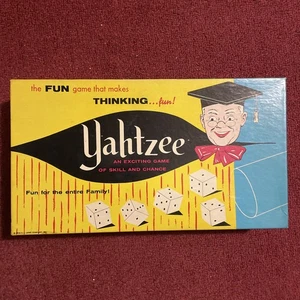 the FUN game that makes
THINKING...fun!
Yahtzee
AN EXCITING GAME
OF SKILL AND CHANCE
Fun for the entire Family!